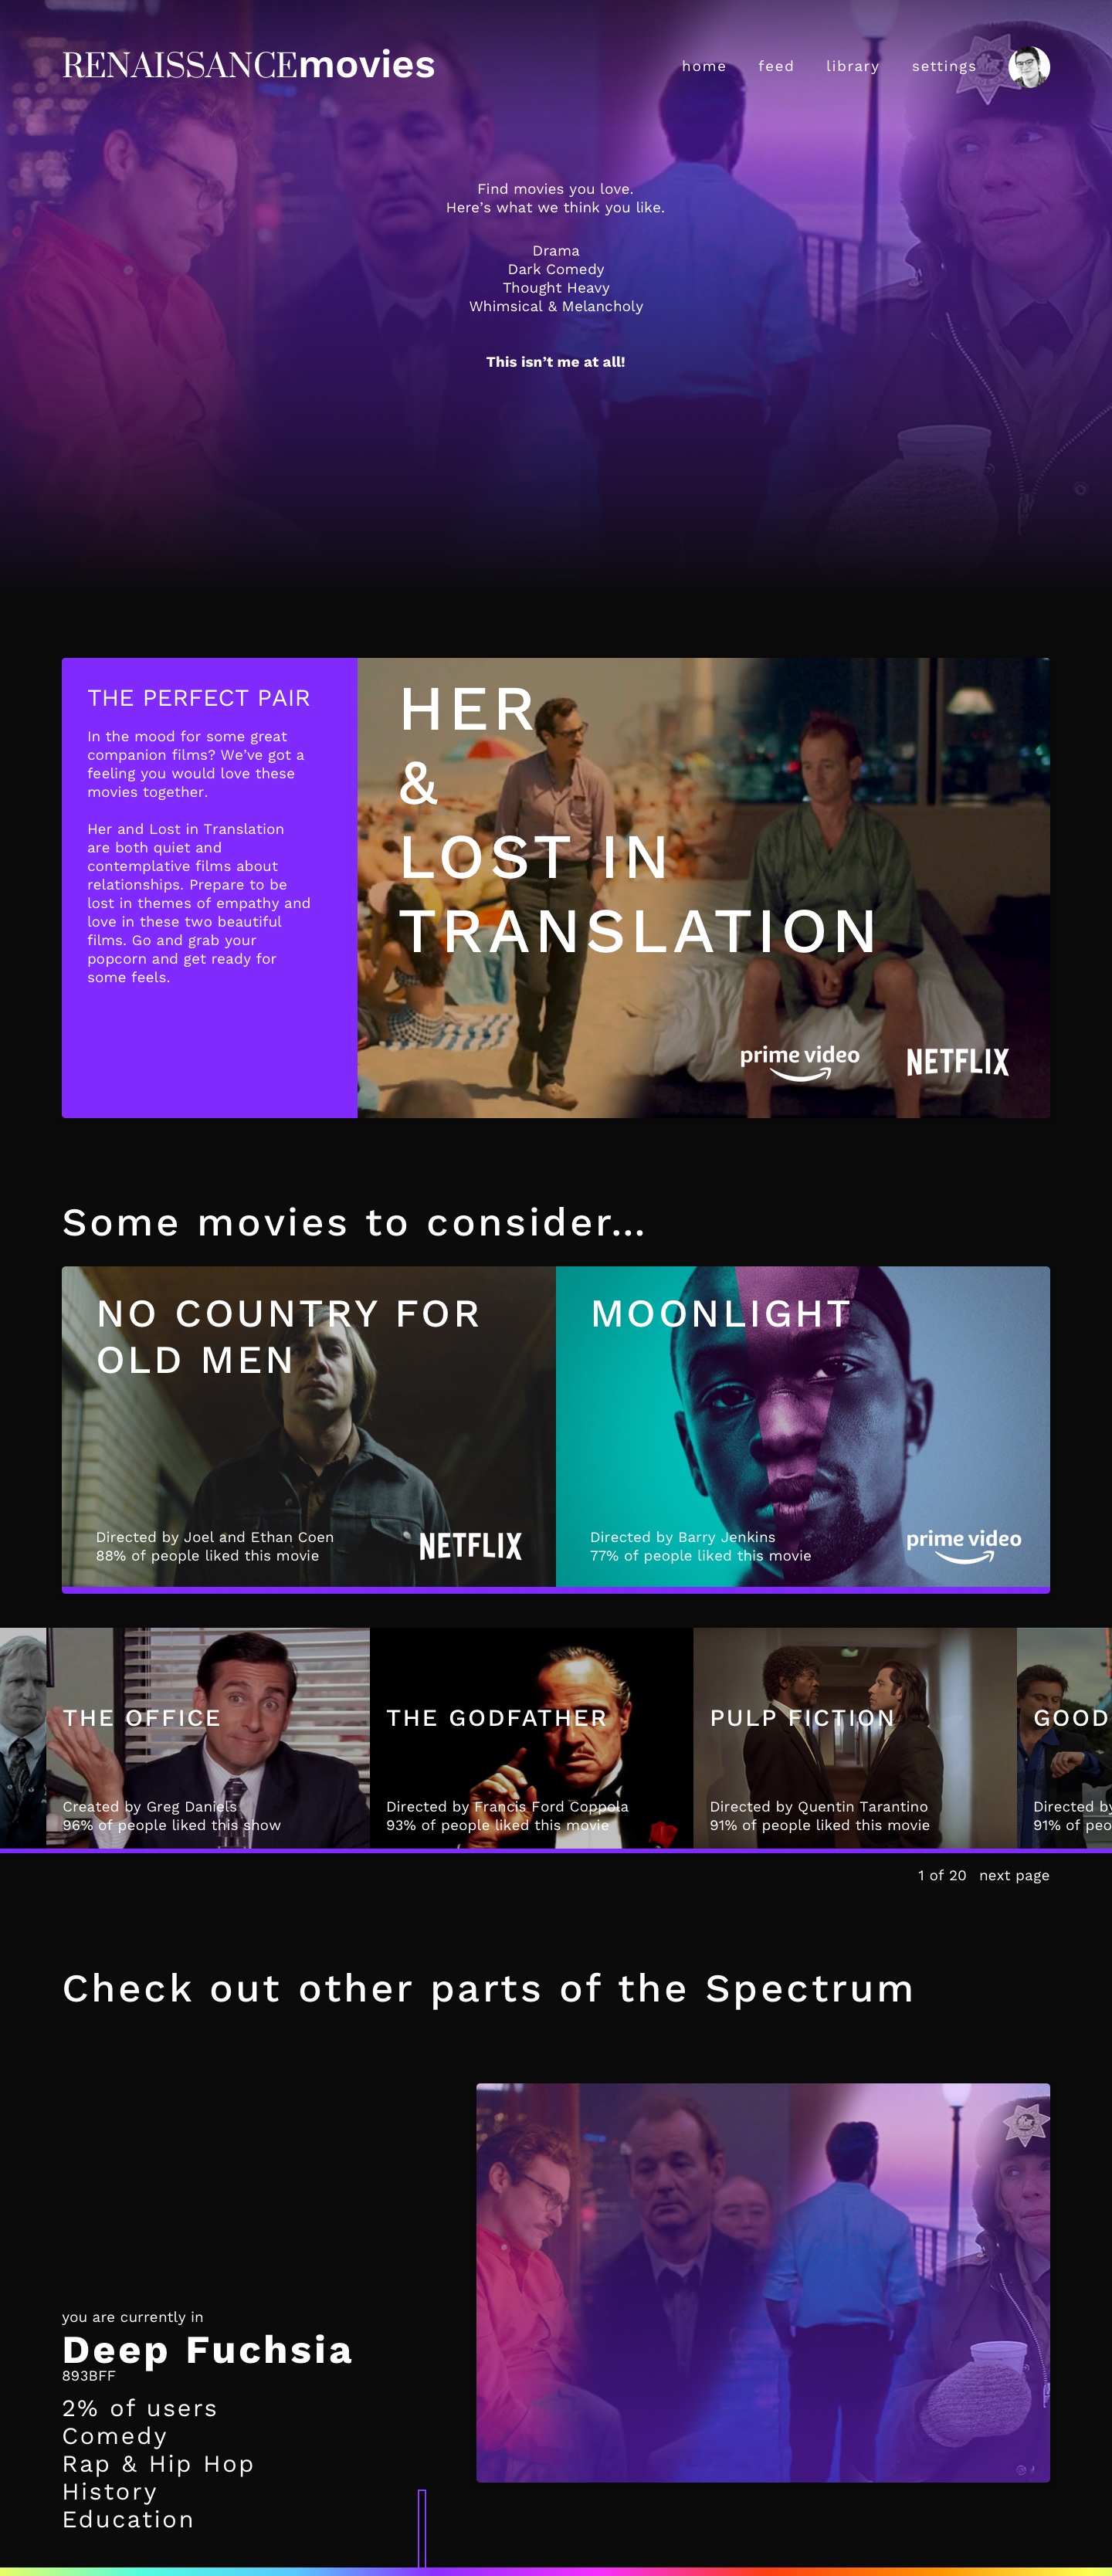 RENAISSANCEmovies
home feed library settings
Find movies you love.
Here’s what we think you like.
Drama
Dark Comedy
Thought Heavy
Whimsical & Melancholy
This isn’t me at all!
THE PERFECT PAIR
In the mood for some great
companion films? We’ve got a
feeling you would love these
movies together.
Her and Lost in Translation
are both quiet and
contemplative films about
relationships. Prepare to be
lost in themes of empathy and
love in these two beautiful
films. Go and grab your
popcorn and get ready for
some feels.
HER
&
LOST IN
TRANSLATION
prime video NETFLIX
Some movies to consider...
NO COUNTRY FOR
OLD MEN
Directed by Joel and Ethan Coen
88% of people liked this movie
NETFLIX
MOONLIGHT
Directed by Barry Jenkins
77% of people liked this movie
prime video
THE OFFICE
Created by Greg Daniels
96% of people liked this show
THE GODFATHER
Directed by Francis Ford Coppola
93% of people liked this movie
PULP FICTION
Directed by Quentin Tarantino
91% of people liked this movie
GOOD
Directed by
91% of peo
1 of 20 next page
Check out other parts of the Spectrum
you are currently in
Deep Fuchsia
893BFF
2% of users
Comedy
Rap & Hip Hop
History
Education